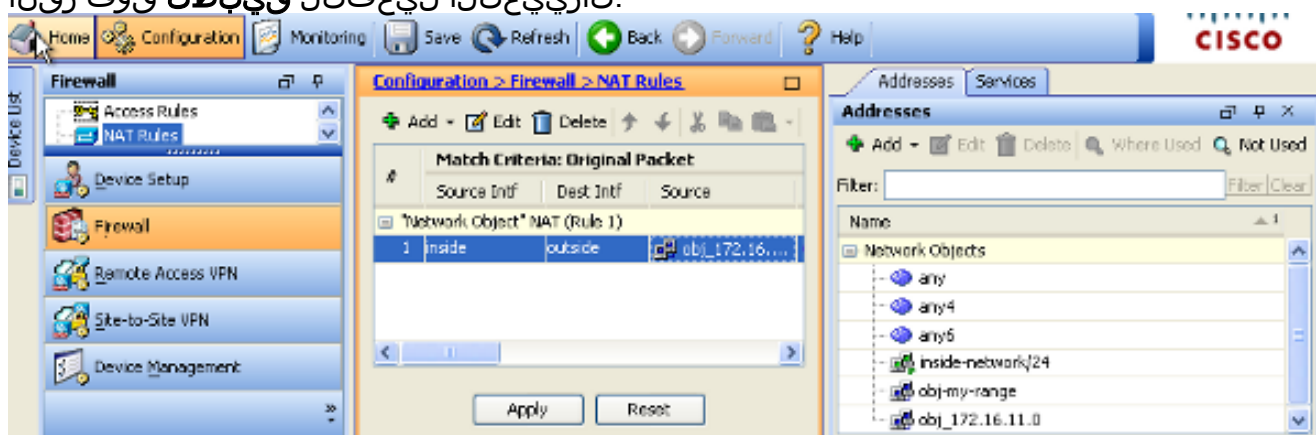 Home Configuration Monitoring Save Refresh Back Forward Help
CISCO
Device List
Firewall
Access Rules
NAT Rules
Device Setup
Firewall
Remote Access VPN
Site-to-Site VPN
Device Management
Configuration > Firewall > NAT Rules
Add Edit Delete
Match Criteria: Original Packet
#
Source Intf Dest Intf Source
"Network Object" NAT (Rule 1)
1 inside outside obj_172.16....
Apply Reset
Addresses Services
Addresses
Add Edit Delete Where Used Not Used
Filter: Filter Clear
Name 1
Network Objects
any
any4
any6
inside-network/24
obj-my-range
obj_172.16.11.0